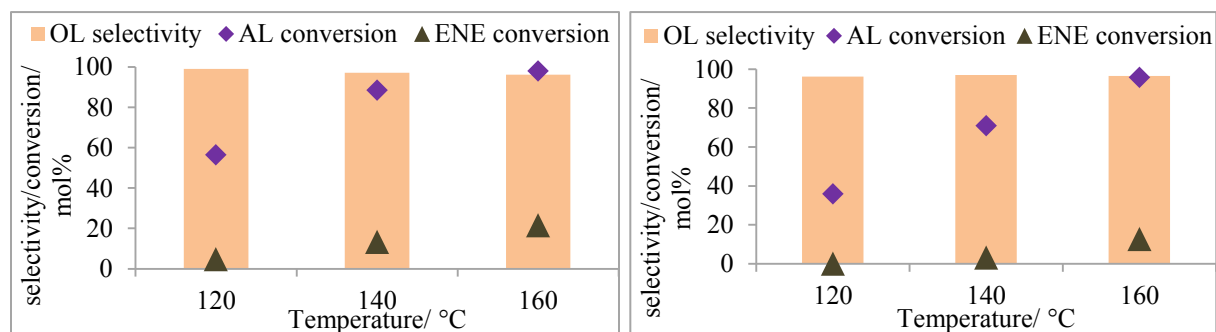 OL selectivity AL conversion ENE conversion
100
80
60
40
20
0
selectivity/conversion/
mol%
120 140 160
Temperature/ °C
OL selectivity AL conversion ENE conversion
100
80
60
40
20
0
selectivity/conversion/
mol%
120 140 160
Temperature/ °C